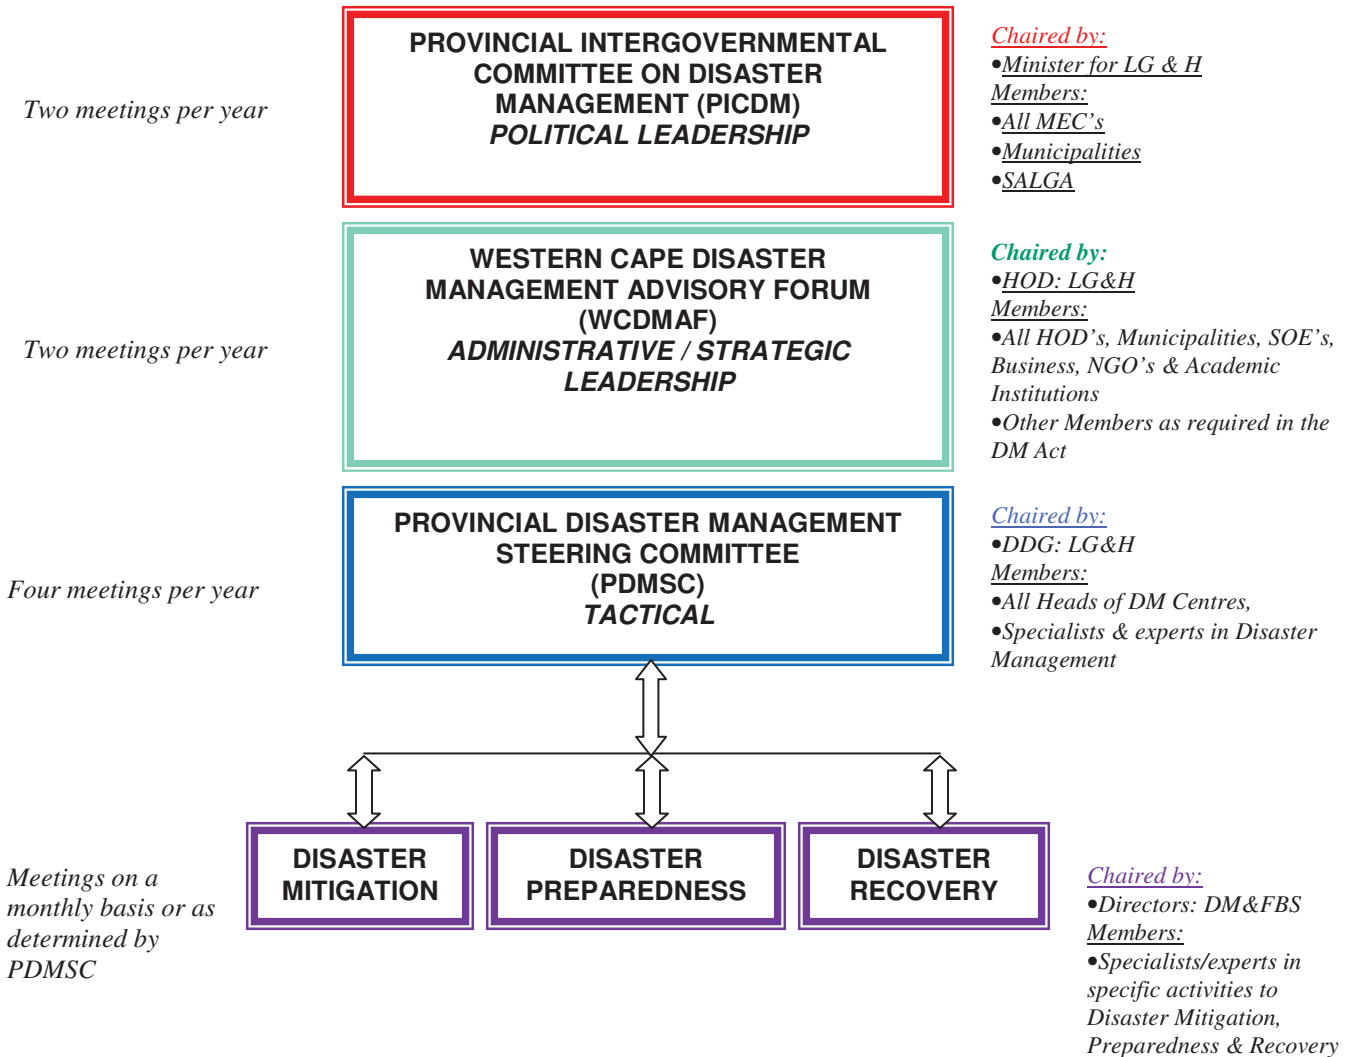 Two meetings per year
PROVINCIAL INTERGOVERNMENTAL
COMMITTEE ON DISASTER
MANAGEMENT (PICDM)
POLITICAL LEADERSHIP
Chaired by:
•Minister for LG & H
Members:
•All MEC's
•Municipalities
•SALGA
Two meetings per year
WESTERN CAPE DISASTER
MANAGEMENT ADVISORY FORUM
(WCDMAF)
ADMINISTRATIVE / STRATEGIC
LEADERSHIP
Chaired by:
•HOD: LG&H
Members:
•All HOD's, Municipalities, SOE's,
Business, NGO's & Academic
Institutions
•Other Members as required in the
DM Act
Four meetings per year
PROVINCIAL DISASTER MANAGEMENT
STEERING COMMITTEE
(PDMSC)
TACTICAL
Chaired by:
•DDG: LG&H
Members:
•All Heads of DM Centres,
•Specialists & experts in Disaster
Management
Meetings on a
monthly basis or as
determined by
PDMSC
DISASTER
MITIGATION
DISASTER
PREPAREDNESS
DISASTER
RECOVERY
Chaired by:
•Directors: DM&FBS
Members:
•Specialists/experts in
specific activities to
Disaster Mitigation,
Preparedness & Recovery